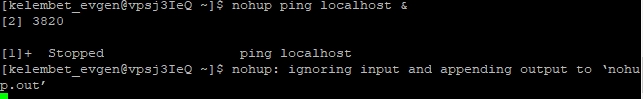 [kelembet_evgen@vpsj3IeQ ~]$ nohup ping localhost &
[2] 3820
[1]+  Stopped                 ping localhost
[kelembet_evgen@vpsj3IeQ ~]$ nohup: ignoring input and appending output to ‘nohu
p.out’